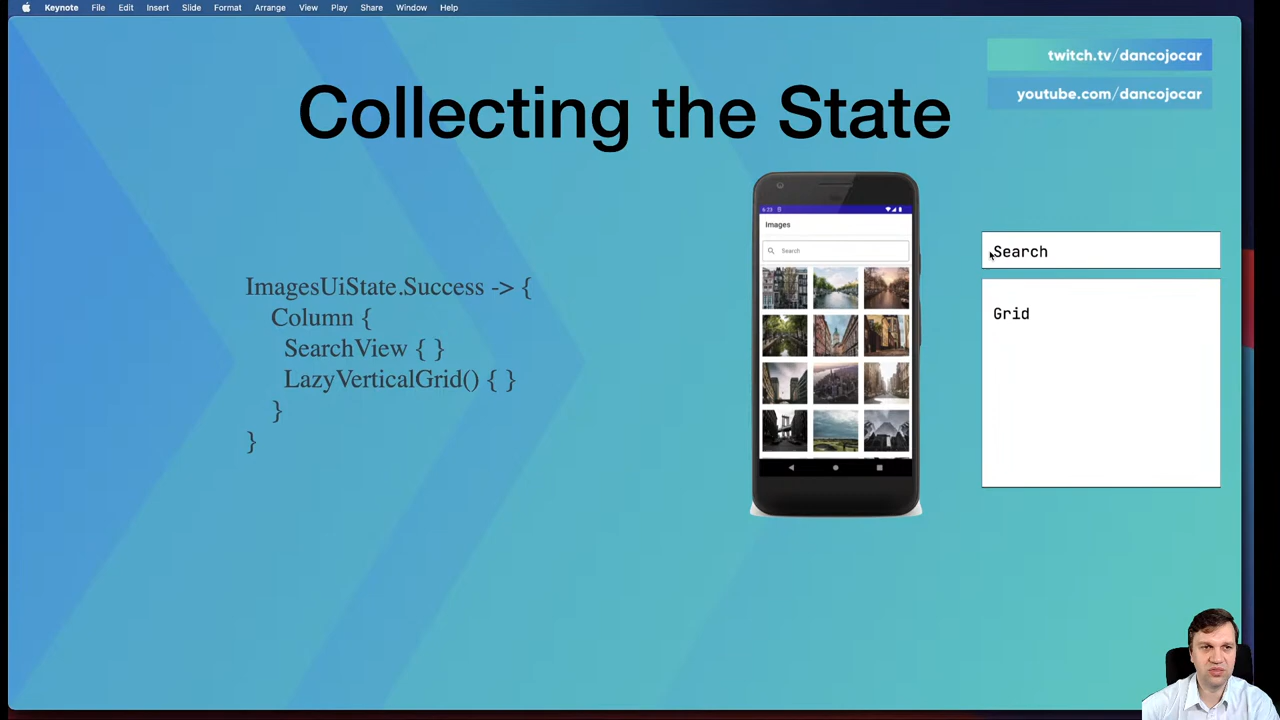 Keynote File Edit Insert Slide Format Arrange View Play Share Window Help
twitch.tv/dancojocar
youtube.com/dancojocar
Collecting the State
ImagesUiState.Success -> {
Column {
SearchView { }
LazyVerticalGrid() { }
}
}
Images
Search
Search
Grid